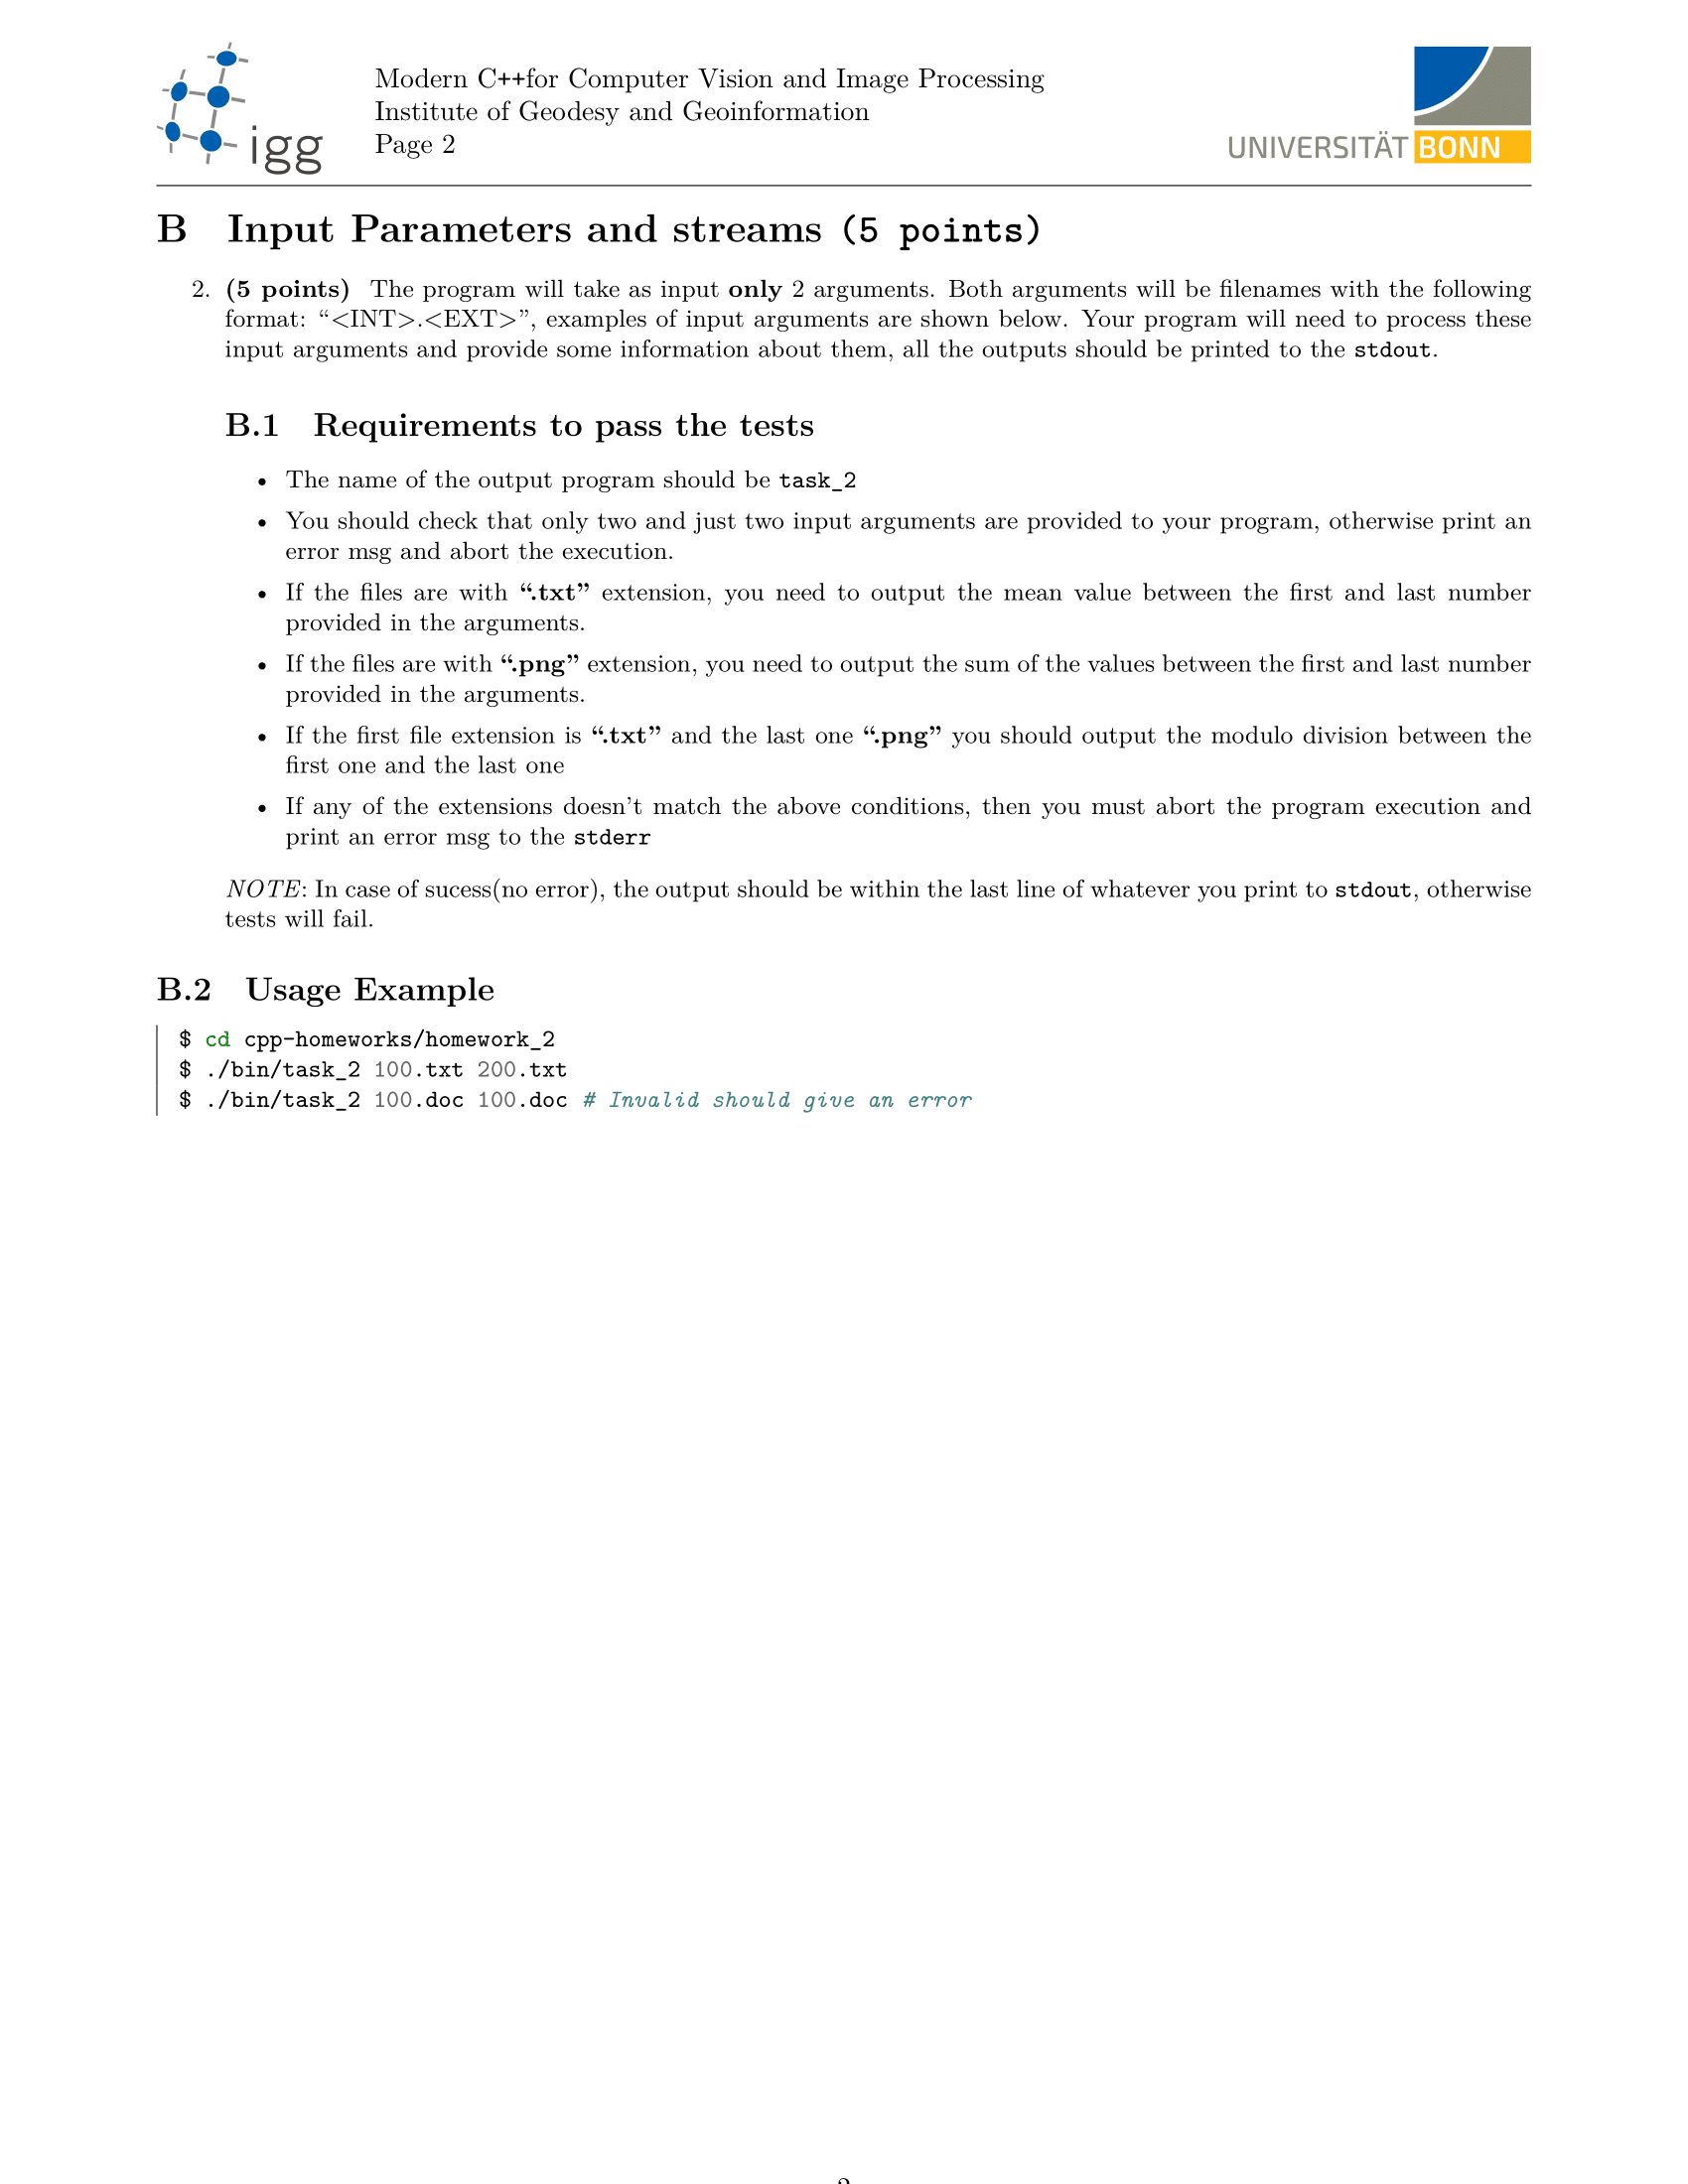 igg
Modern C++for Computer Vision and Image Processing
Institute of Geodesy and Geoinformation
Page 2
UNIVERSITÄT BONN
B Input Parameters and streams (5 points)
2. (5 points) The program will take as input only 2 arguments. Both arguments will be filenames with the following
format: “<INT>.<EXT>”, examples of input arguments are shown below. Your program will need to process these
input arguments and provide some information about them, all the outputs should be printed to the stdout.
B.1 Requirements to pass the tests
• The name of the output program should be task_2
• You should check that only two and just two input arguments are provided to your program, otherwise print an
error msg and abort the execution.
• If the files are with “.txt” extension, you need to output the mean value between the first and last number
provided in the arguments.
• If the files are with “.png” extension, you need to output the sum of the values between the first and last number
provided in the arguments.
• If the first file extension is “.txt” and the last one “.png” you should output the modulo division between the
first one and the last one
• If any of the extensions doesn’t match the above conditions, then you must abort the program execution and
print an error msg to the stderr
NOTE: In case of sucess(no error), the output should be within the last line of whatever you print to stdout, otherwise
tests will fail.
B.2 Usage Example
$ cd cpp-homeworks/homework_2
$ ./bin/task_2 100.txt 200.txt
$ ./bin/task_2 100.doc 100.doc # Invalid should give an error
2